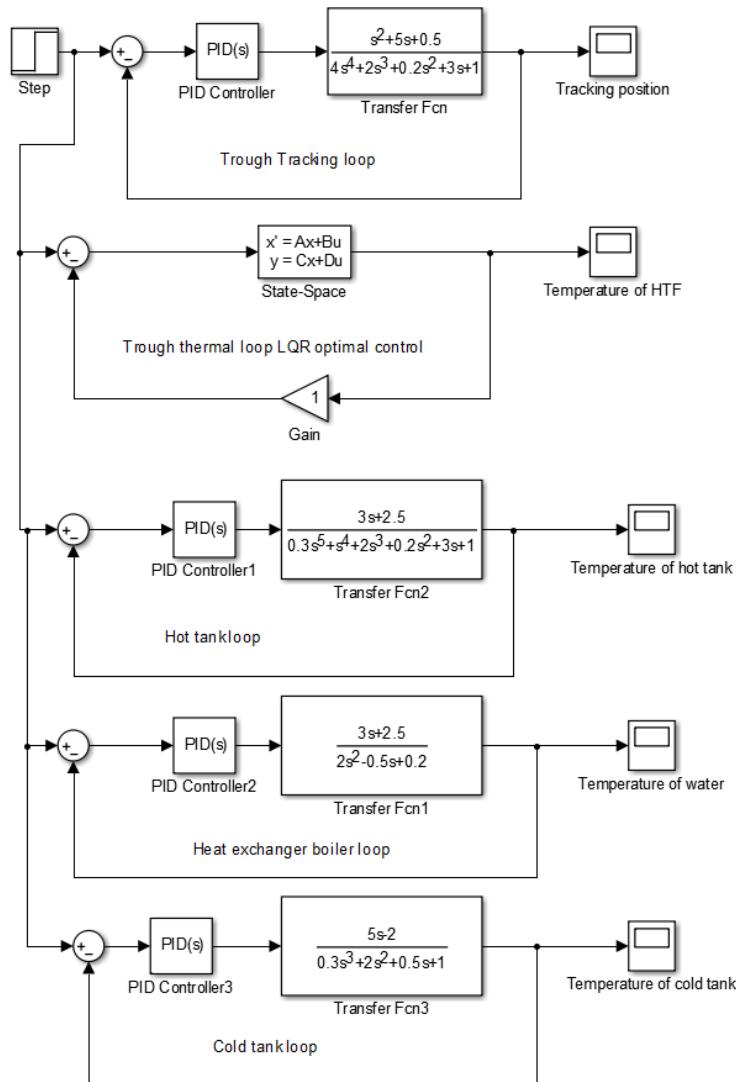 Step
+
−
PID(s)
PID Controller
s²+5s+0.5
4s⁴+2s³+0.2s²+3s+1
Transfer Fcn
Tracking position
Trough Tracking loop
+
−
x' = Ax+Bu
y = Cx+Du
State-Space
Temperature of HTF
Trough thermal loop LQR optimal control
1
Gain
+
−
PID(s)
PID Controller1
3s+2.5
0.3s⁵+s⁴+2s³+0.2s²+3s+1
Transfer Fcn2
Temperature of hot tank
Hot tank loop
+
−
PID(s)
PID Controller2
3s+2.5
2s²-0.5s+0.2
Transfer Fcn1
Temperature of water
Heat exchanger boiler loop
+
−
PID(s)
PID Controller3
5s-2
0.3s³+2s²+0.5s+1
Transfer Fcn3
Temperature of cold tank
Cold tank loop